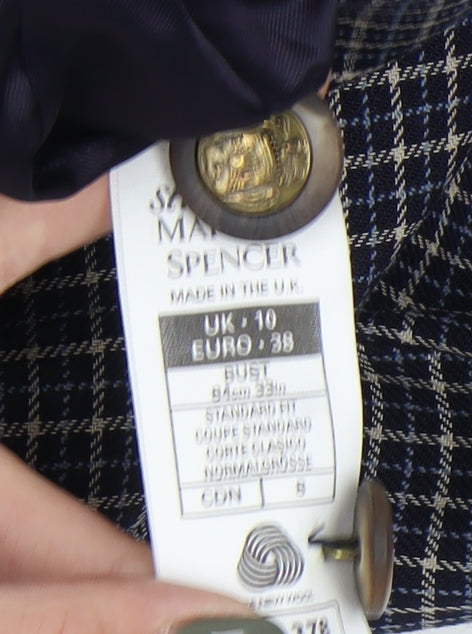 MA
SPENCER
MADE IN THE U.K.
UK · 10
EURO · 38
BUST
84cm 33in
STANDARD FIT
COUPE STANDARD
CORTE CLASICO
NORMALGRÖSSE
CDN 8